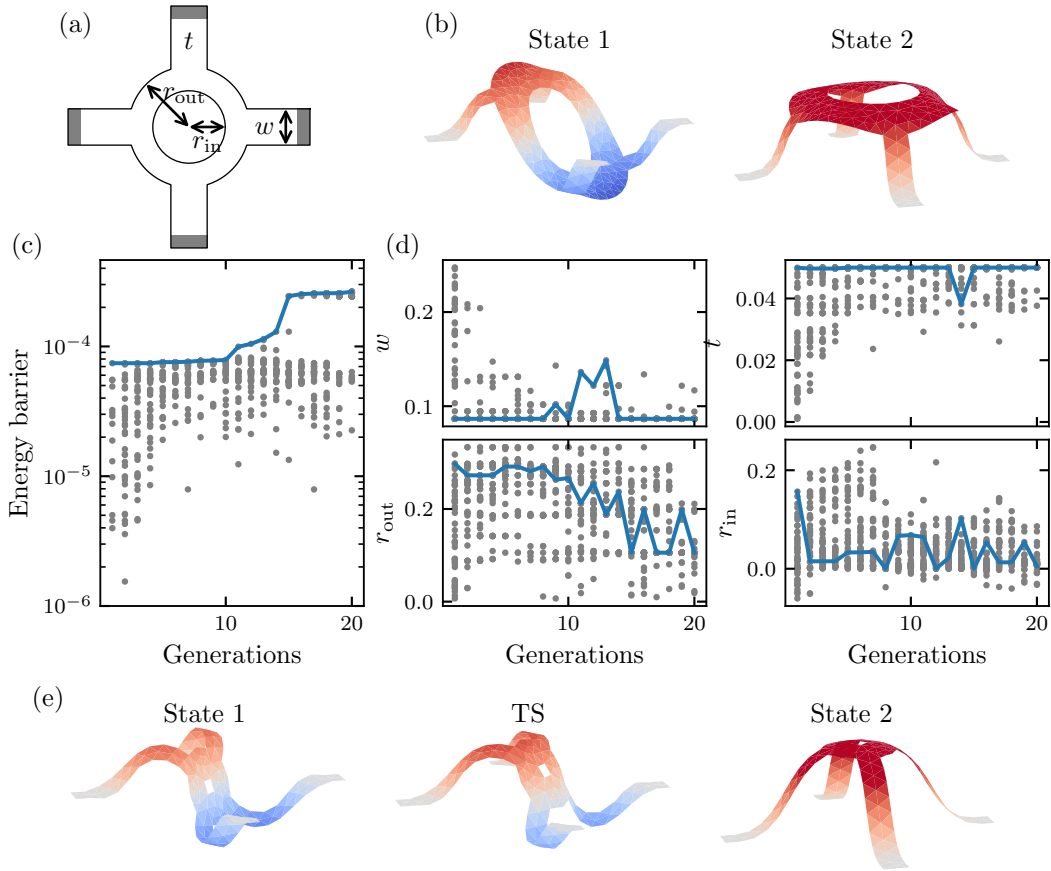 (a)
t
r_out
r_in
w
(b)
State 1
State 2
(c)
Energy barrier
10^{-4}
10^{-5}
10^{-6}
10
20
Generations
(d)
w
0.2
0.1
t
0.04
0.02
0.00
r_out
0.2
0.0
10
20
Generations
r_in
0.2
0.0
10
20
Generations
(e)
State 1
TS
State 2